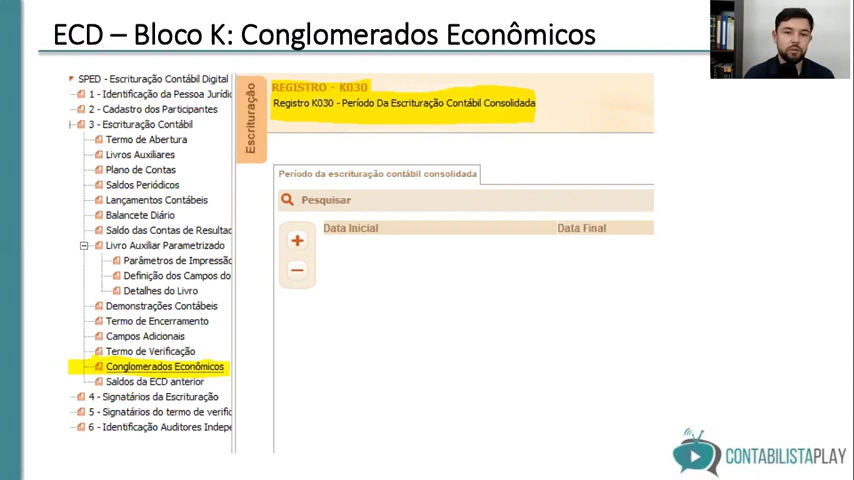 ECD – Bloco K: Conglomerados Econômicos
SPED - Escrituração Contábil Digital
1 - Identificação da Pessoa Jurídic
2 - Cadastro dos Participantes
3 - Escrituração Contábil
Termo de Abertura
Livros Auxiliares
Plano de Contas
Saldos Periódicos
Lançamentos Contábeis
Balancete Diário
Saldo das Contas de Resultac
Livro Auxiliar Parametrizado
Parâmetros de Impressão
Definição dos Campos do
Detalhes do Livro
Demonstrações Contábeis
Termo de Encerramento
Campos Adicionais
Termo de Verificação
Conglomerados Econômicos
Saldos da ECD anterior
4 - Signatários da Escrituração
5 - Signatários do termo de verific
6 - Identificação Auditores Indepe
Escrituração
REGISTRO - K030
Registro K030 - Período Da Escrituração Contábil Consolidada
Período da escrituração contábil consolidada
Pesquisar
Data Inicial Data Final
CONTABILISTAPLAY